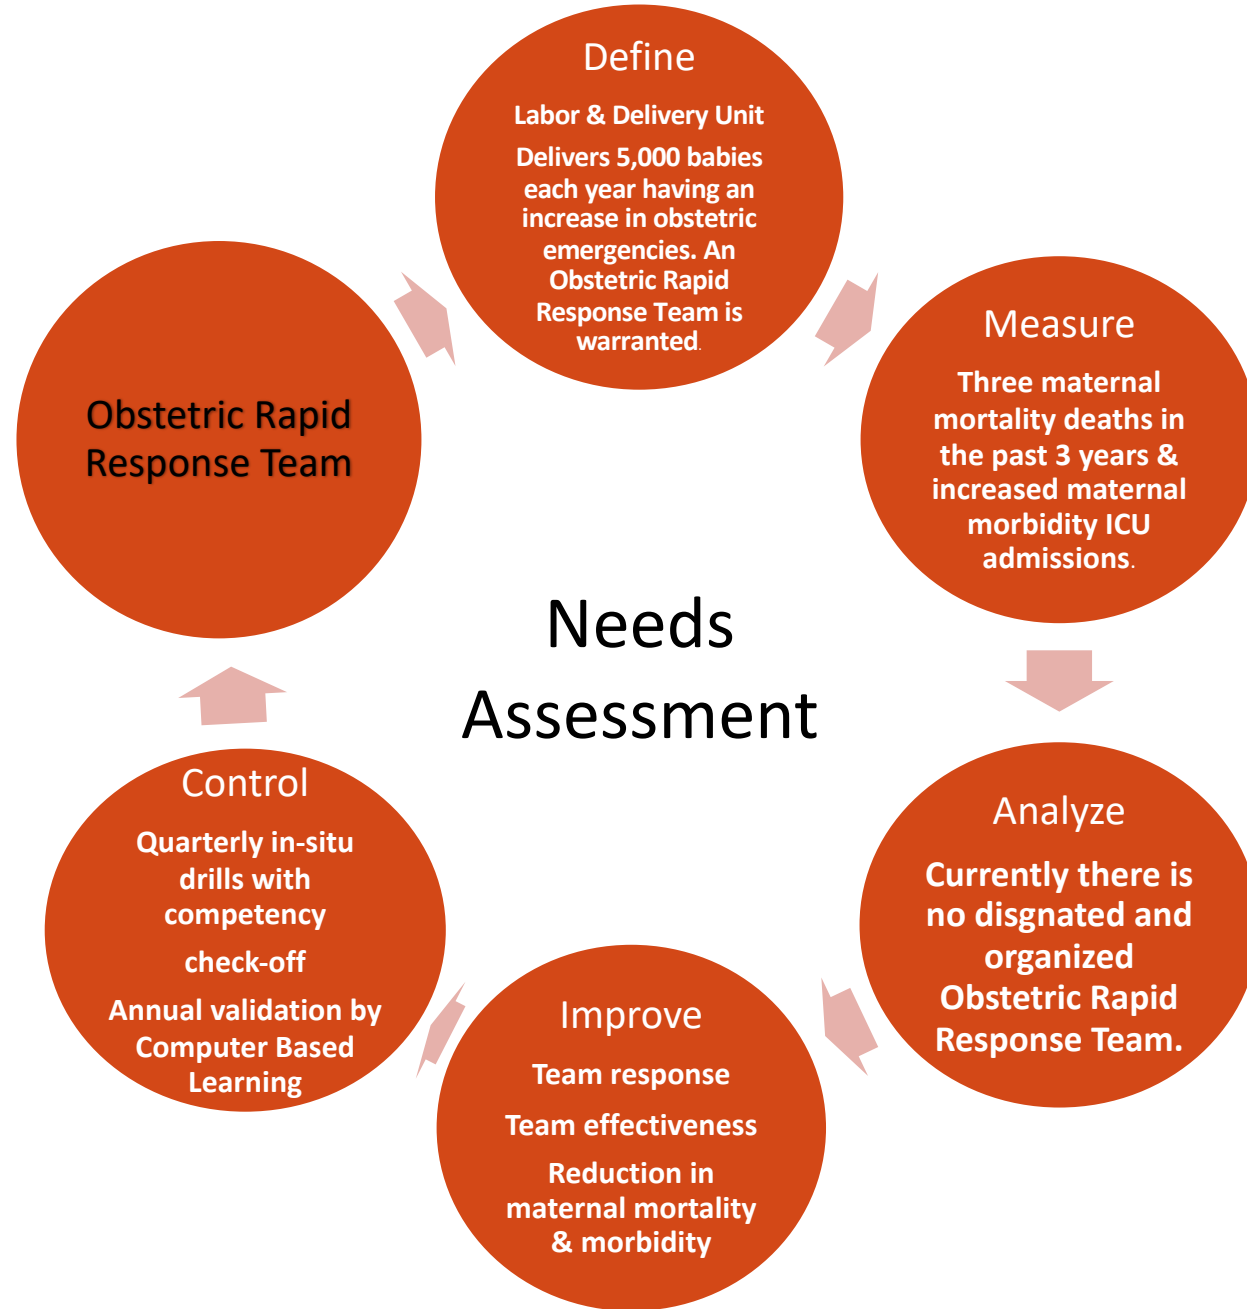 Define
Labor & Delivery Unit
Delivers 5,000 babies
each year having an
increase in obstetric
emergencies. An
Obstetric Rapid
Response Team is
warranted.
Measure
Three maternal
mortality deaths in
the past 3 years &
increased maternal
morbidity ICU
admissions.
Analyze
Currently there is
no disgnated and
organized
Obstetric Rapid
Response Team.
Improve
Team response
Team effectiveness
Reduction in
maternal mortality
& morbidity
Control
Quarterly in-situ
drills with
competency
check-off
Annual validation by
Computer Based
Learning
Obstetric Rapid
Response Team
Needs
Assessment